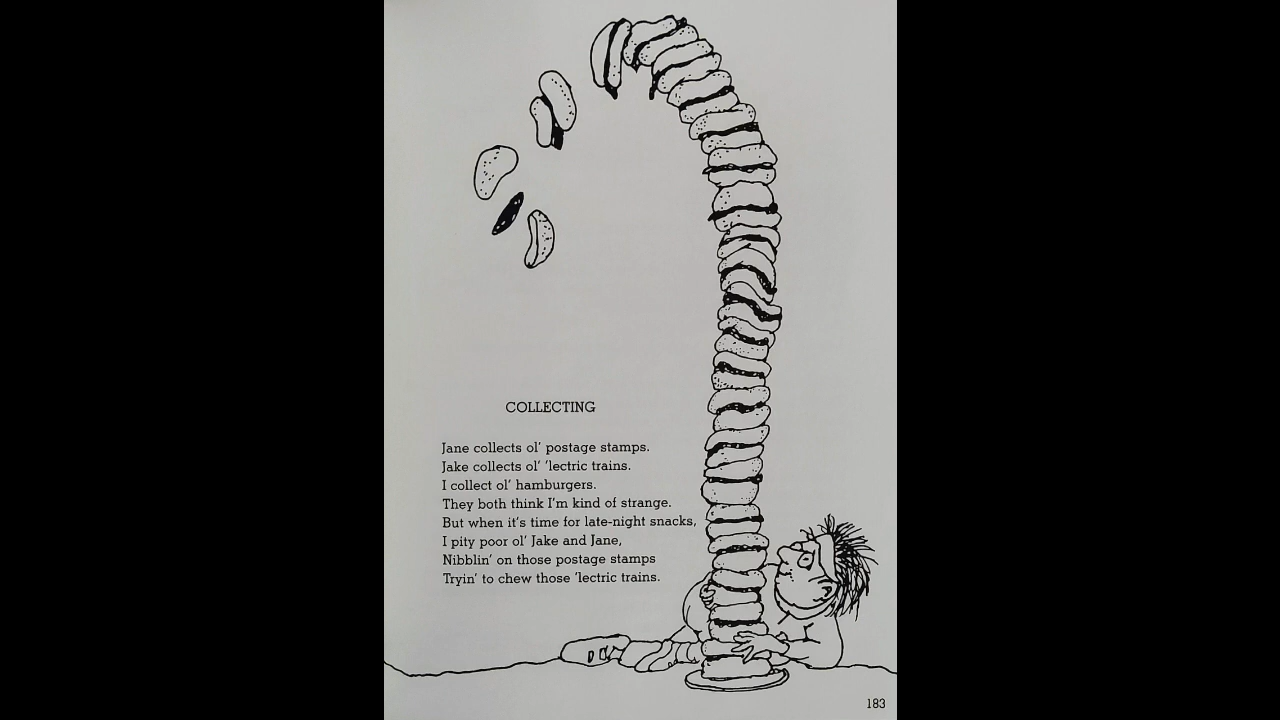 COLLECTING
Jane collects ol' postage stamps.
Jake collects ol' 'lectric trains.
I collect ol' hamburgers.
They both think I'm kind of strange.
But when it's time for late-night snacks,
I pity poor ol' Jake and Jane,
Nibblin' on those postage stamps
Tryin' to chew those 'lectric trains.
183